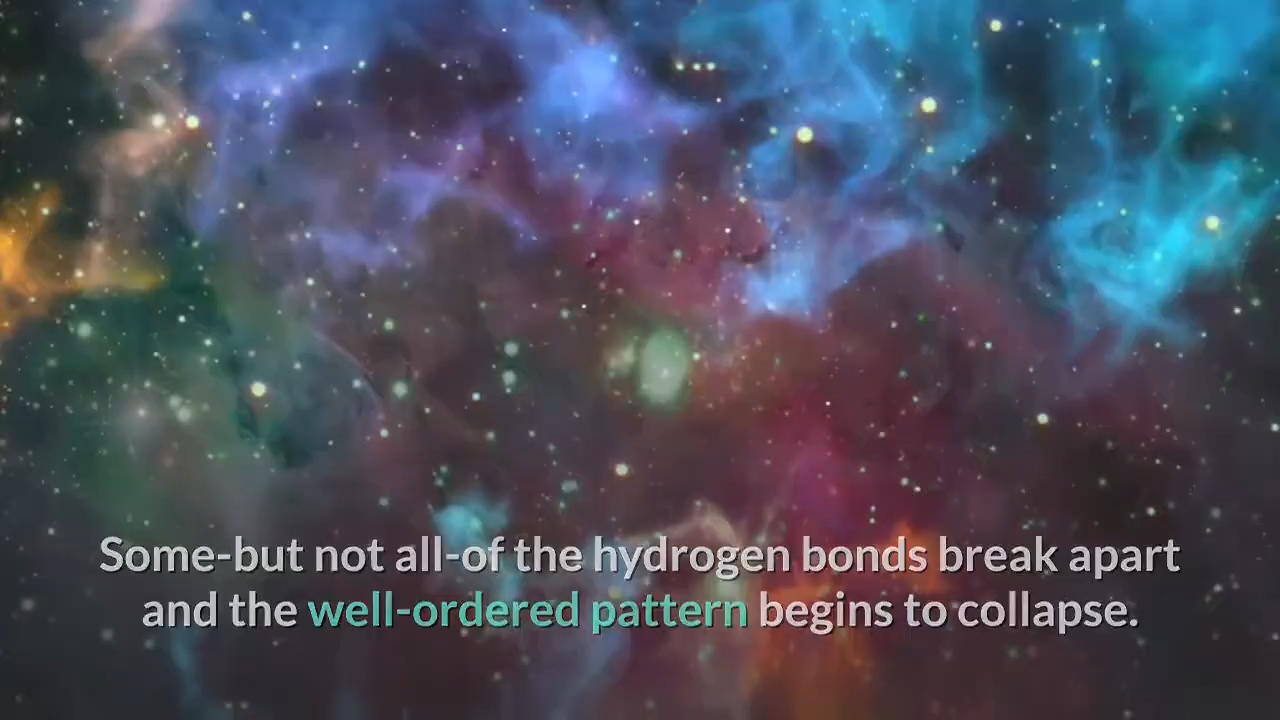 Some-but not all-of the hydrogen bonds break apart
and the well-ordered pattern begins to collapse.